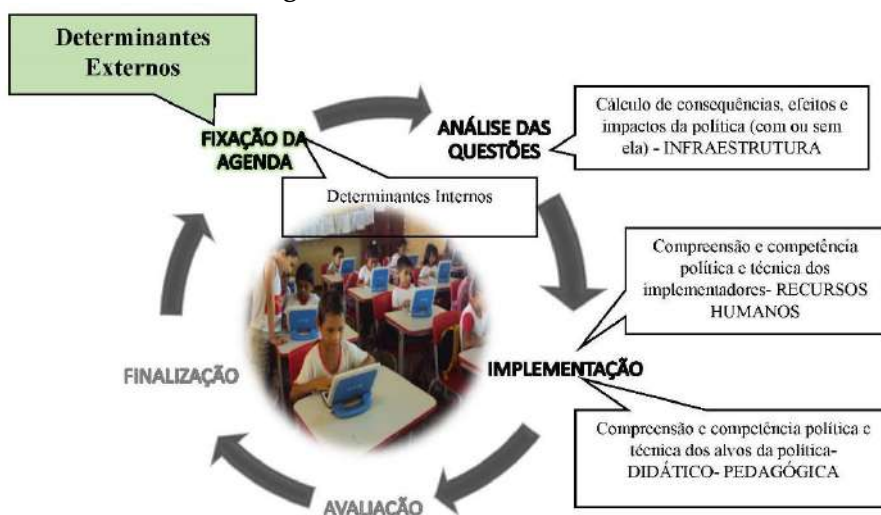 Determinantes
Externos
FIXAÇÃO DA
AGENDA
ANÁLISE DAS
QUESTÕES
Cálculo de consequências, efeitos e
impactos da política (com ou sem
ela) - INFRAESTRUTURA
Determinantes Internos
Compreensão e competência
política e técnica dos
implementadores- RECURSOS
HUMANOS
IMPLEMENTAÇÃO
Compreensão e competência política e
técnica dos alvos da política-
DIDÁTICO- PEDAGÓGICA
AVALIAÇÃO
FINALIZAÇÃO